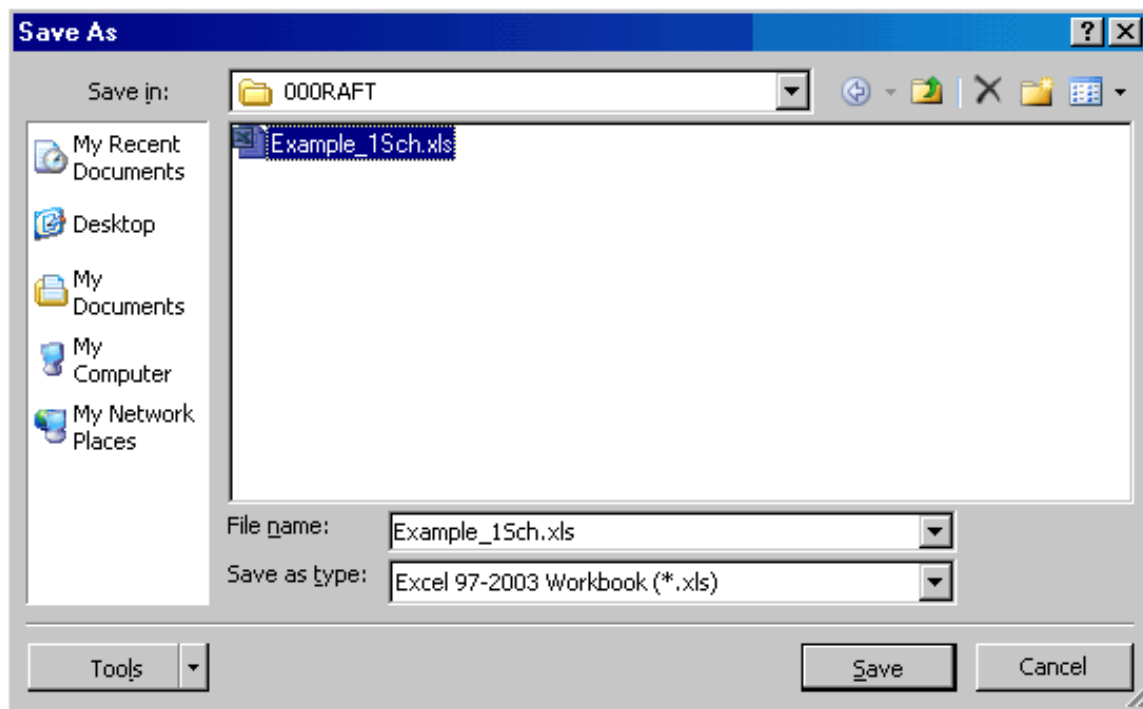 Save As
Save in:
000RAFT
My Recent
Documents
Desktop
My
Documents
My
Computer
My Network
Places
Example_1Sch.xls
File name:
Example_1Sch.xls
Save as type:
Excel 97-2003 Workbook (*.xls)
Tools
Save
Cancel